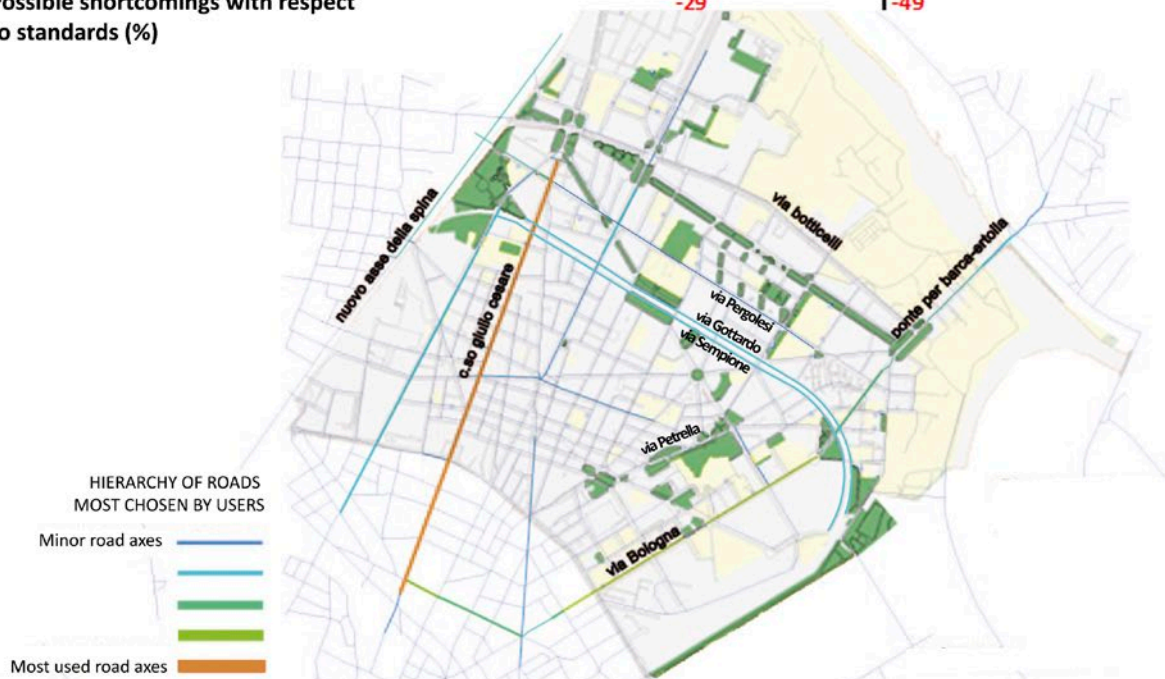 Possible shortcomings with respect
to standards (%)
-29
-49
nuovo asse della spina
c.so giulio cesare
via botticelli
ponte per barca-ertolla
via Pergolesi
via Gottardo
via Sempione
via Petrella
via Bologna
HIERARCHY OF ROADS
MOST CHOSEN BY USERS
Minor road axes
Most used road axes